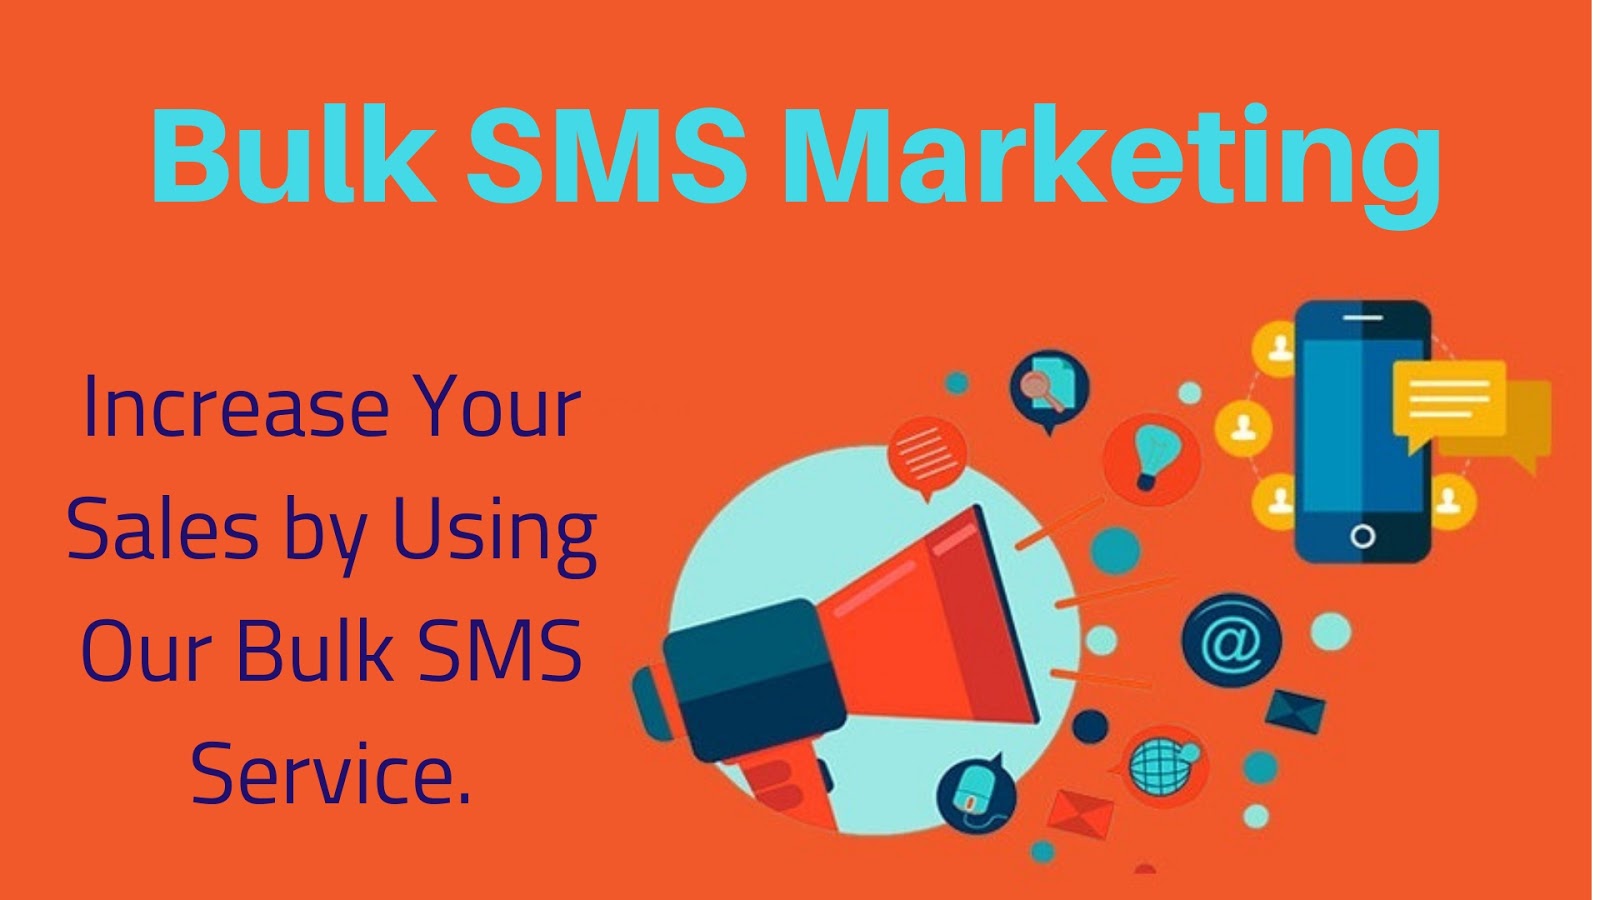 Bulk SMS Marketing
Increase Your
Sales by Using
Our Bulk SMS
Service.
@